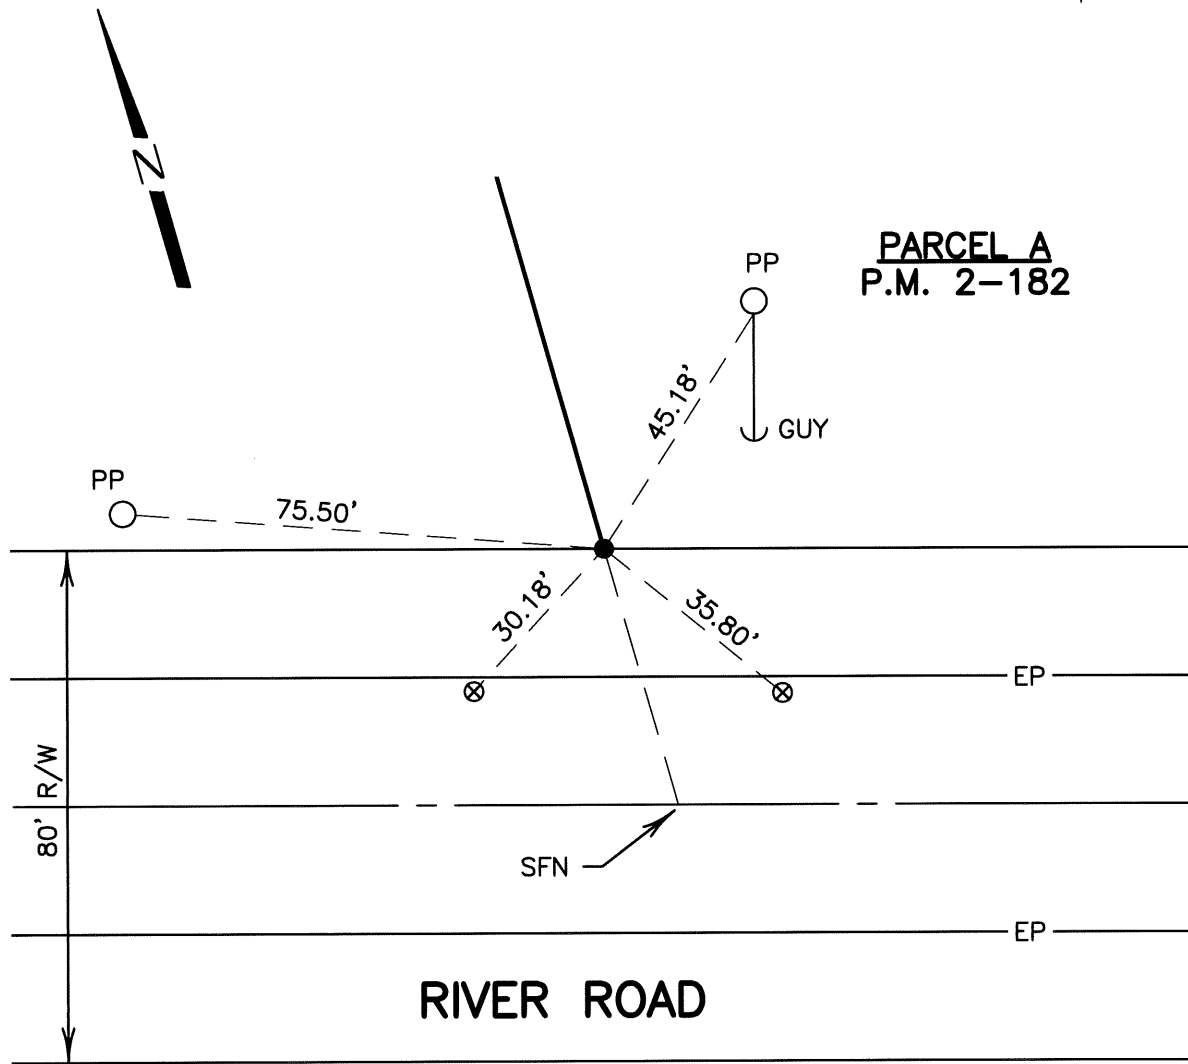 N
PARCEL A
P.M. 2-182
PP
45.18'
GUY
PP
75.50'
30.18'
35.80'
EP
80' R/W
SFN
EP
RIVER ROAD